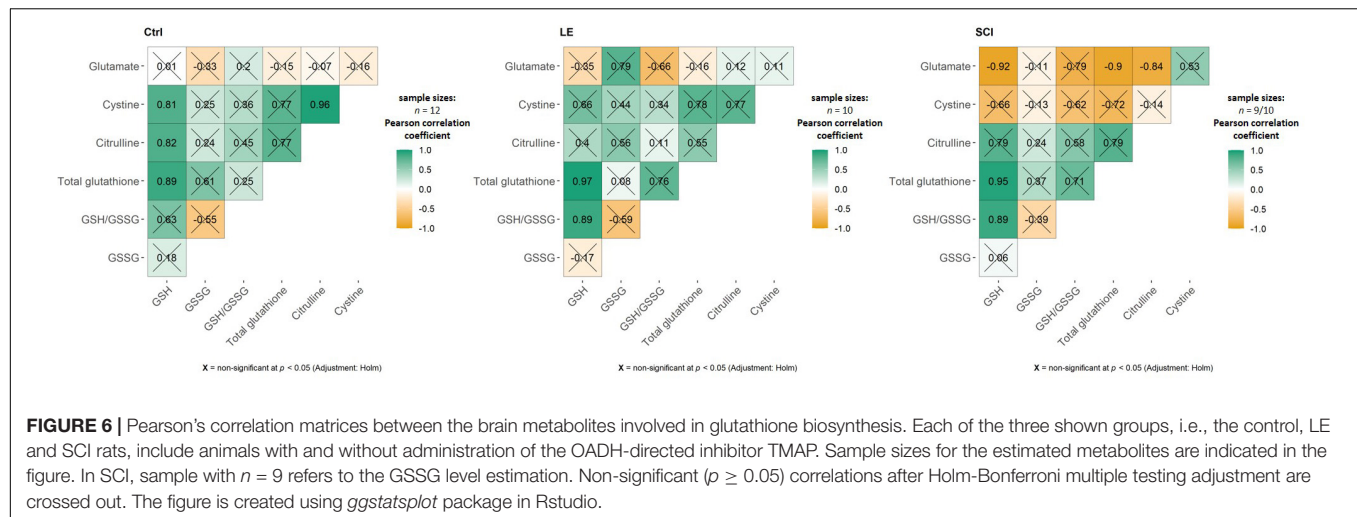 Ctrl
Glutamate 0.01 -0.33 0.2 -0.15 -0.07 -0.16
Cystine 0.81 0.25 0.36 0.77 0.96
Citrulline 0.82 0.24 0.45 0.77
Total glutathione 0.89 0.61 0.25
GSH/GSSG 0.63 -0.55
GSSG 0.18
GSH GSSG GSH/GSSG Total glutathione Citrulline Cystine
sample sizes:
n = 12
Pearson correlation
coefficient
1.0
0.5
0.0
-0.5
-1.0
X = non-significant at p < 0.05 (Adjustment: Holm)
LE
Glutamate -0.35 0.79 -0.66 -0.16 0.12 0.11
Cystine 0.66 0.44 0.34 0.78 0.77
Citrulline 0.4 0.56 0.11 0.55
Total glutathione 0.97 0.08 0.76
GSH/GSSG 0.89 -0.59
GSSG -0.17
GSH GSSG GSH/GSSG Total glutathione Citrulline Cystine
sample sizes:
n = 10
Pearson correlation
coefficient
1.0
0.5
0.0
-0.5
-1.0
X = non-significant at p < 0.05 (Adjustment: Holm)
SCI
Glutamate -0.92 -0.11 -0.79 -0.9 -0.84 0.53
Cystine -0.66 -0.13 -0.62 -0.72 -0.14
Citrulline 0.79 0.24 0.58 0.79
Total glutathione 0.95 0.37 0.71
GSH/GSSG 0.89 -0.39
GSSG 0.06
GSH GSSG GSH/GSSG Total glutathione Citrulline Cystine
sample sizes:
n = 9/10
Pearson correlation
coefficient
1.0
0.5
0.0
-0.5
-1.0
X = non-significant at p < 0.05 (Adjustment: Holm)
FIGURE 6 | Pearson's correlation matrices between the brain metabolites involved in glutathione biosynthesis. Each of the three shown groups, i.e., the control, LE
and SCI rats, include animals with and without administration of the OADH-directed inhibitor TMAP. Sample sizes for the estimated metabolites are indicated in the
figure. In SCI, sample with n = 9 refers to the GSSG level estimation. Non-significant (p ≥ 0.05) correlations after Holm-Bonferroni multiple testing adjustment are
crossed out. The figure is created using ggstatsplot package in Rstudio.